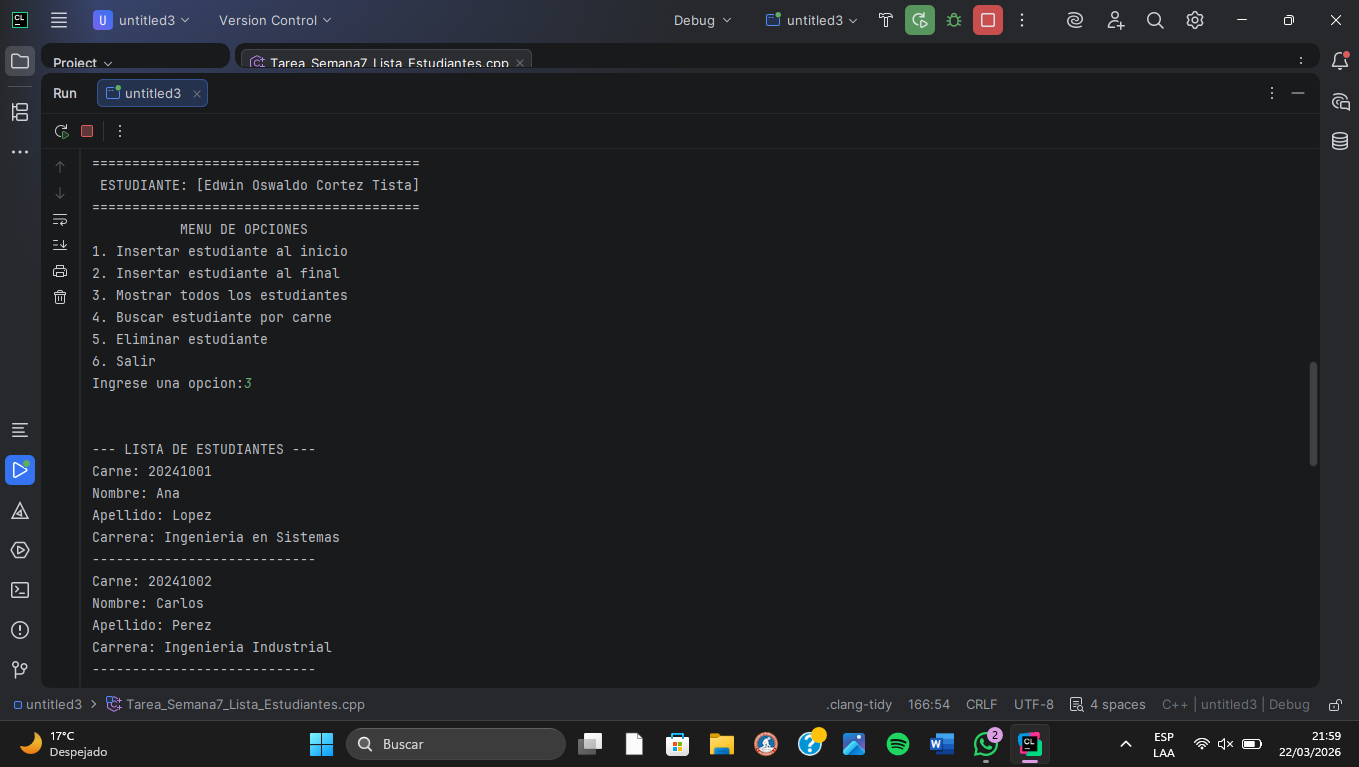 U untitled3 Version Control Debug untitled3
Project Tarea_Semana7_Lista_Estudiantes.cpp
Run untitled3
=========================================
ESTUDIANTE: [Edwin Oswaldo Cortez Tista]
=========================================
MENU DE OPCIONES
1. Insertar estudiante al inicio
2. Insertar estudiante al final
3. Mostrar todos los estudiantes
4. Buscar estudiante por carne
5. Eliminar estudiante
6. Salir
Ingrese una opcion:3
--- LISTA DE ESTUDIANTES ---
Carne: 20241001
Nombre: Ana
Apellido: Lopez
Carrera: Ingenieria en Sistemas
----------------------------
Carne: 20241002
Nombre: Carlos
Apellido: Perez
Carrera: Ingenieria Industrial
----------------------------
untitled3 > Tarea_Semana7_Lista_Estudiantes.cpp .clang-tidy 166:54 CRLF UTF-8 4 spaces C++ | untitled3 | Debug
17°C
Despejado
Buscar
2
ESP
LAA
21:59
22/03/2026